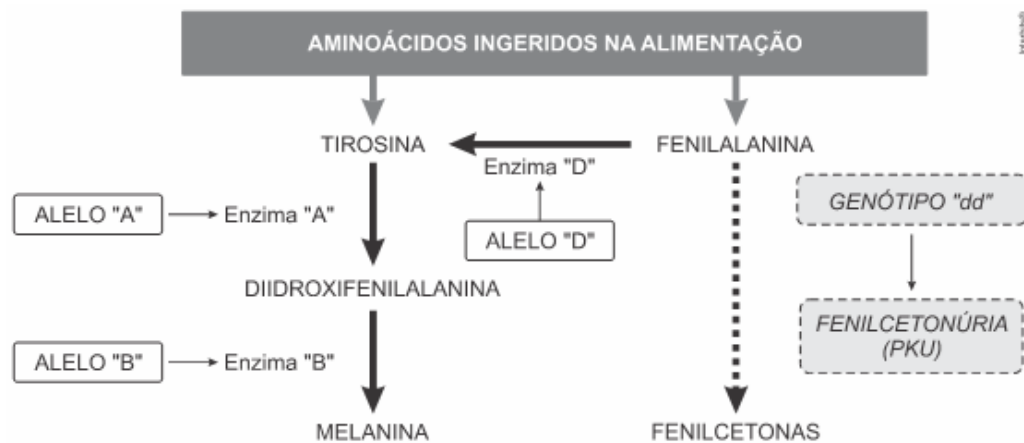 AMINOÁCIDOS INGERIDOS NA ALIMENTAÇÃO
TIROSINA
FENILALANINA
Enzima "D"
ALELO "A"
Enzima "A"
ALELO "D"
GENÓTIPO "dd"
DIIDROXIFENILALANINA
FENILCETONÚRIA
(PKU)
ALELO "B"
Enzima "B"
MELANINA
FENILCETONAS